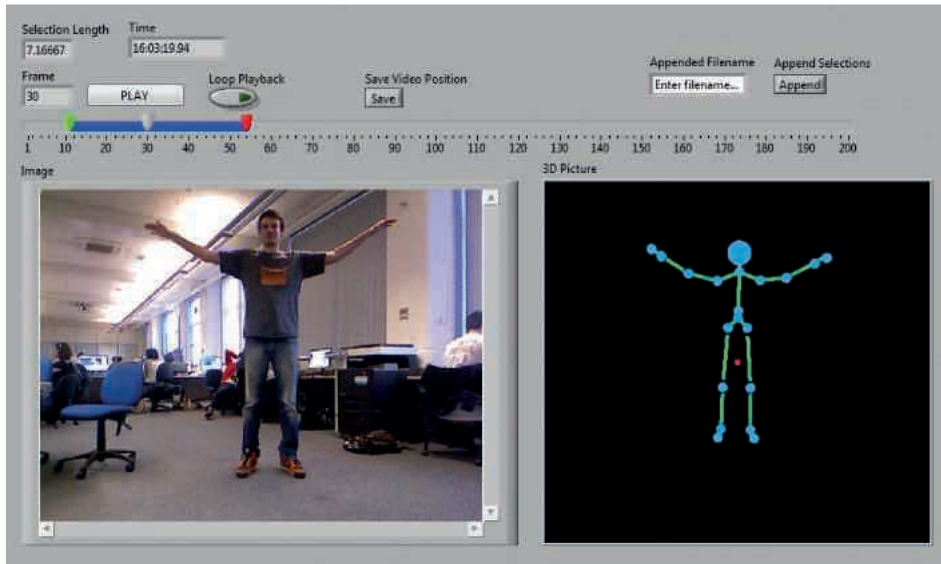 Selection Length Time
7.16667 16:03:19.94
Frame
30 PLAY
Loop Playback
Save Video Position
Save
Appended Filename Append Selections
Enter filename... Append
1 10 20 30 40 50 60 70 80 90 100 110 120 130 140 150 160 170 180 190 200
Image 3D Picture